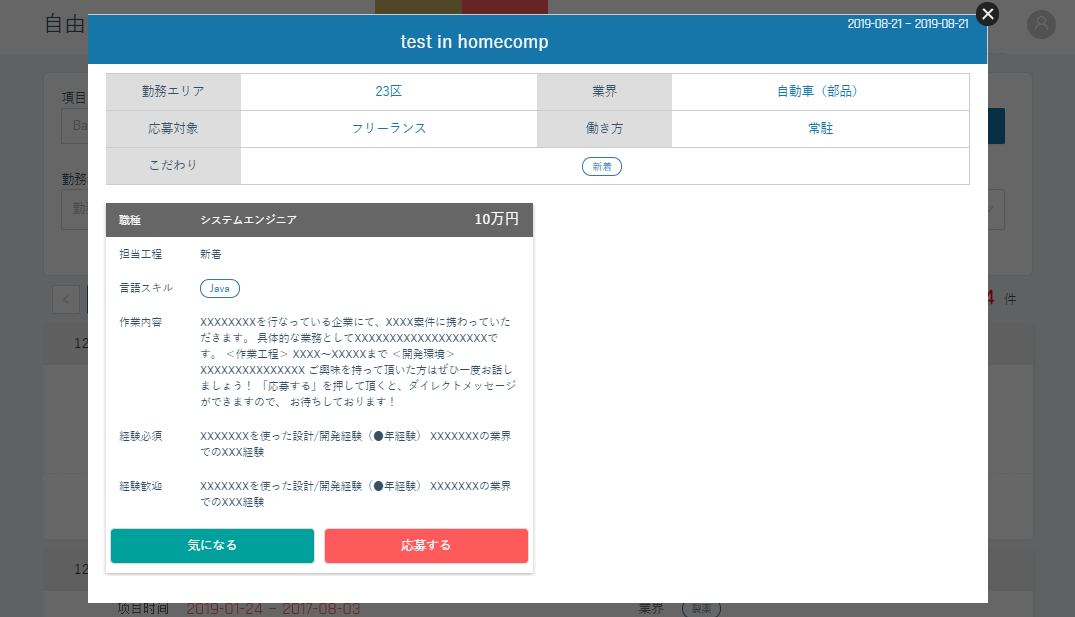 自由
2019-08-21 - 2019-08-21
test in homecomp
項目
Ba
勤務エリア 23区 業界 自動車（部品）
応募対象 フリーランス 働き方 常駐
こだわり 新着
職種 システムエンジニア 10万円
担当工程 新着
言語スキル Java
作業内容 XXXXXXXXを行なっている企業にて、XXXX案件に携わっていた
だきます。 具体的な業務としてXXXXXXXXXXXXXXXXXXXです
す。 ＜作業工程＞ XXXX～XXXXXまで ＜開発環境＞
XXXXXXXXXXXXXXX ご興味を持って頂いた方はぜひ一度お話し
ましょう！ 「応募する」を押して頂くと、ダイレクトメッセージ
ができますので、 お待ちしております！
経験必須 XXXXXXXを使った設計/開発経験（●年経験） XXXXXXXの業界
でのXXX経験
経験歓迎 XXXXXXXを使った設計/開発経験（●年経験） XXXXXXXの業界
でのXXX経験
気になる 応募する
4 件
12
12
项目时间 2019-01-24 - 2017-08-03 業界 製薬